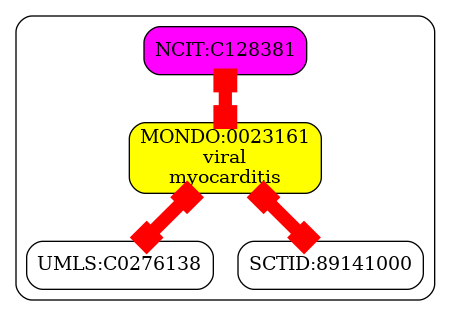 NCIT:C128381
MONDO:0023161
viral
myocarditis
UMLS:C0276138
SCTID:89141000